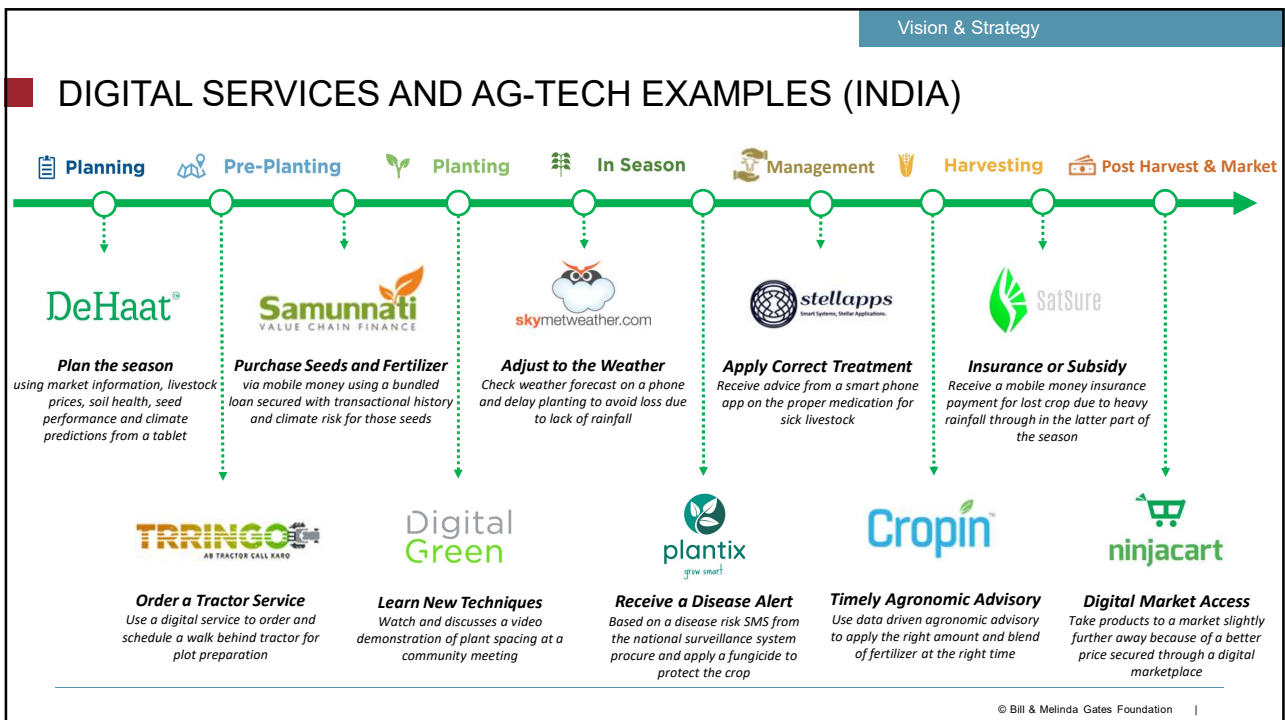 Vision & Strategy
DIGITAL SERVICES AND AG-TECH EXAMPLES (INDIA)
Planning
Pre-Planting
Planting
In Season
Management
Harvesting
Post Harvest & Market
DeHaat™
Plan the season
using market information, livestock
prices, soil health, seed
performance and climate
predictions from a tablet
Samunnati
VALUE CHAIN FINANCE
Purchase Seeds and Fertilizer
via mobile money using a bundled
loan secured with transactional history
and climate risk for those seeds
skymetweather.com
Adjust to the Weather
Check weather forecast on a phone
and delay planting to avoid loss due
to lack of rainfall
stellapps
Smart Systems, Stellar Applications.
Apply Correct Treatment
Receive advice from a smart phone
app on the proper medication for
sick livestock
SatSure
Insurance or Subsidy
Receive a mobile money insurance
payment for lost crop due to heavy
rainfall through in the latter part of
the season
TRRINGO
AB TRACTOR CALL KARO
Order a Tractor Service
Use a digital service to order and
schedule a walk behind tractor for
plot preparation
Digital
Green
Learn New Techniques
Watch and discusses a video
demonstration of plant spacing at a
community meeting
plantix
grow smart.
Receive a Disease Alert
Based on a disease risk SMS from
the national surveillance system
procure and apply a fungicide to
protect the crop
Cropin™
Timely Agronomic Advisory
Use data driven agronomic advisory
to apply the right amount and blend
of fertilizer at the right time
ninjacart
Digital Market Access
Take products to a market slightly
further away because of a better
price secured through a digital
marketplace
© Bill & Melinda Gates Foundation |